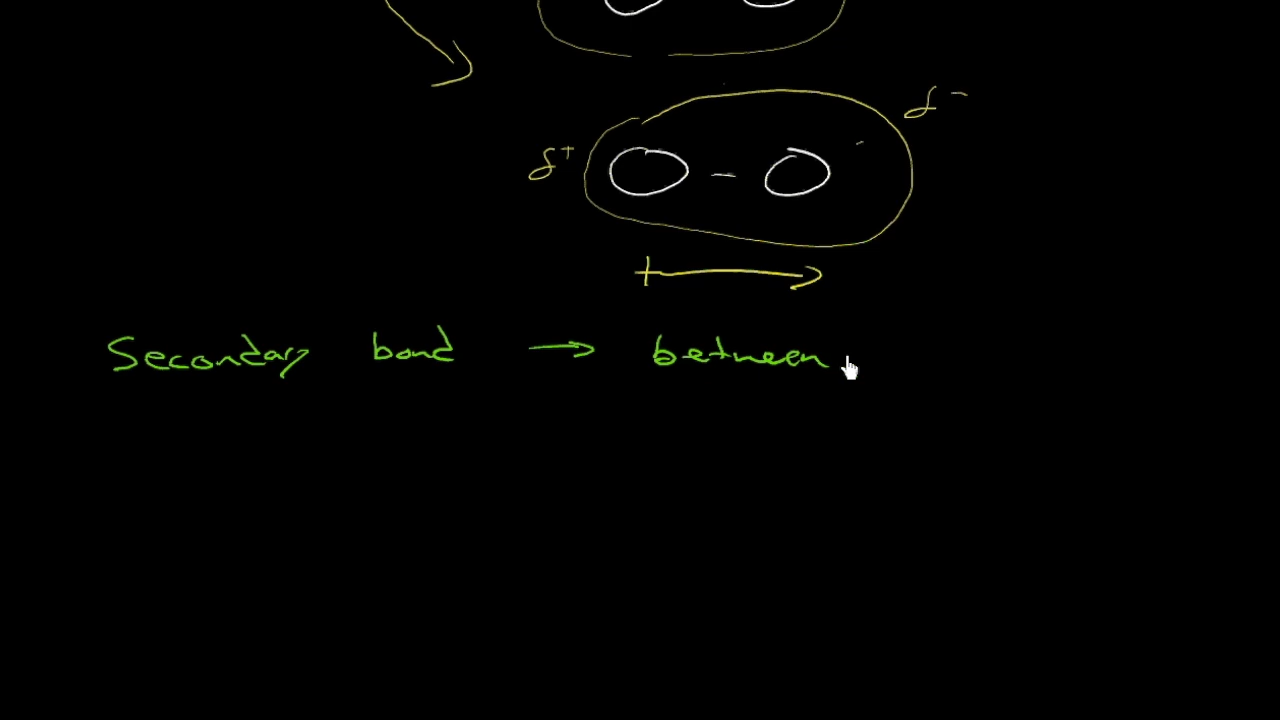 δ⁻
δ⁺
Secondary bond → between